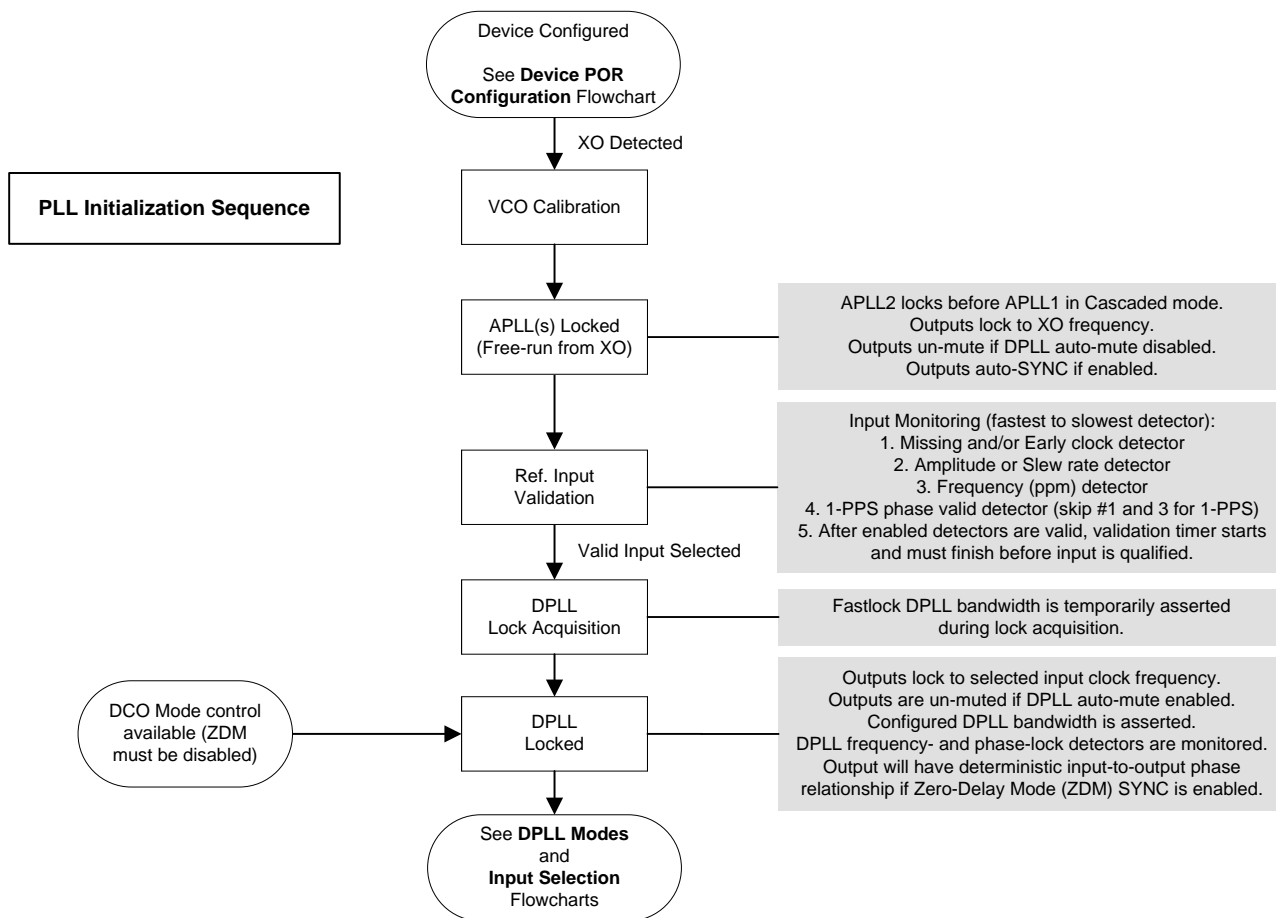 Device Configured
See Device POR
Configuration Flowchart
XO Detected
PLL Initialization Sequence
VCO Calibration
APLL(s) Locked
(Free-run from XO)
APLL2 locks before APLL1 in Cascaded mode.
Outputs lock to XO frequency.
Outputs un-mute if DPLL auto-mute disabled.
Outputs auto-SYNC if enabled.
Ref. Input
Validation
Input Monitoring (fastest to slowest detector):
1. Missing and/or Early clock detector
2. Amplitude or Slew rate detector
3. Frequency (ppm) detector
4. 1-PPS phase valid detector (skip #1 and 3 for 1-PPS)
5. After enabled detectors are valid, validation timer starts
and must finish before input is qualified.
Valid Input Selected
DPLL
Lock Acquisition
Fastlock DPLL bandwidth is temporarily asserted
during lock acquisition.
DCO Mode control
available (ZDM
must be disabled)
DPLL
Locked
Outputs lock to selected input clock frequency.
Outputs are un-muted if DPLL auto-mute enabled.
Configured DPLL bandwidth is asserted.
DPLL frequency- and phase-lock detectors are monitored.
Output will have deterministic input-to-output phase
relationship if Zero-Delay Mode (ZDM) SYNC is enabled.
See DPLL Modes
and
Input Selection
Flowcharts